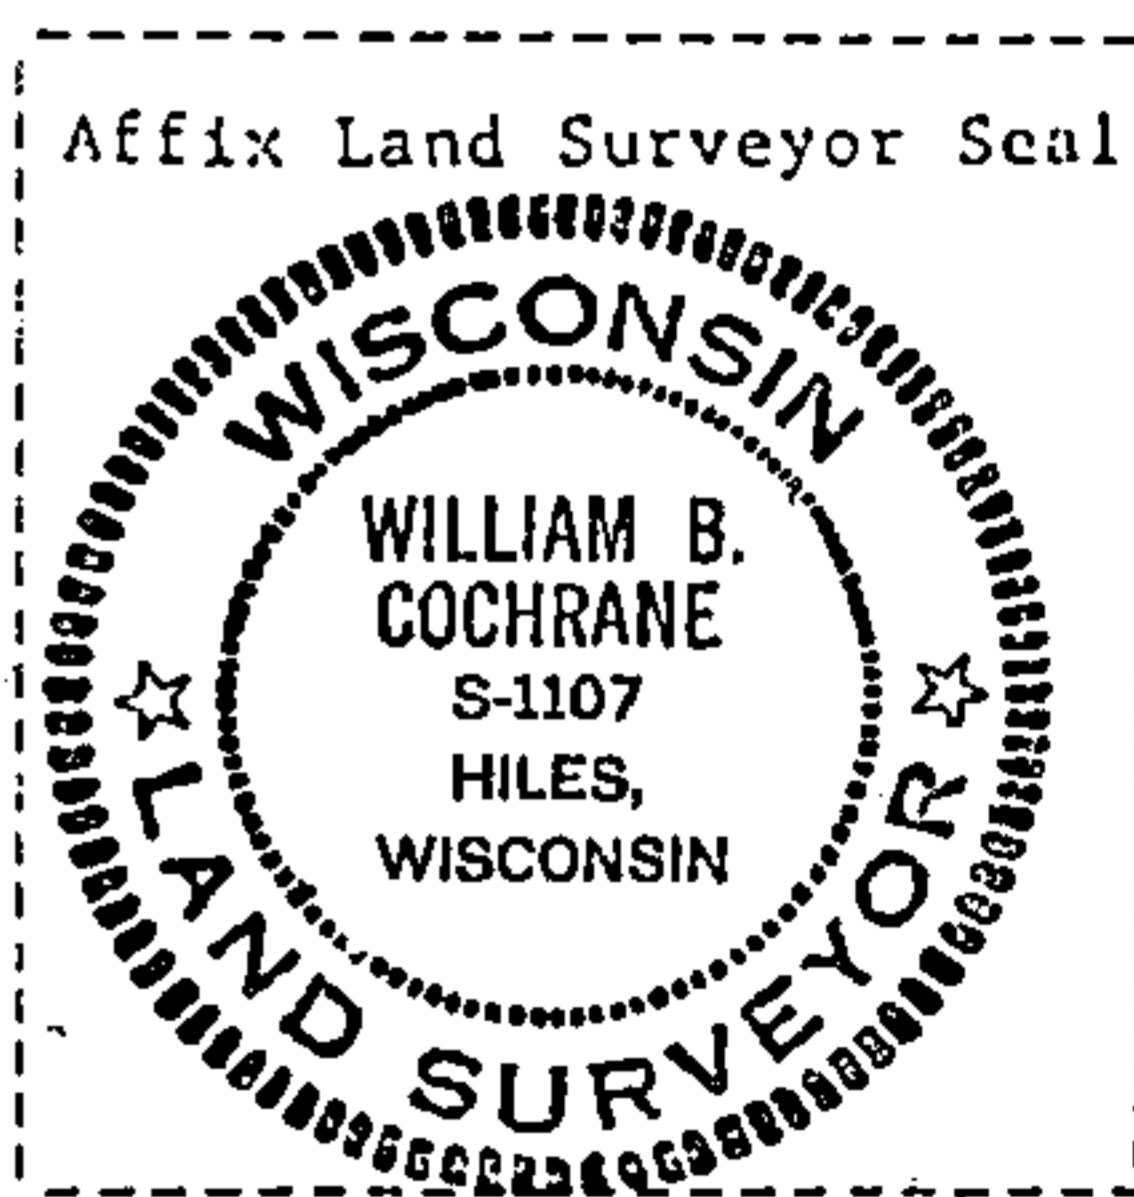 Affix Land Surveyor Seal
WISCONSIN
WILLIAM B.
COCHRANE
S-1107
HILES,
WISCONSIN
LAND SURVEYOR